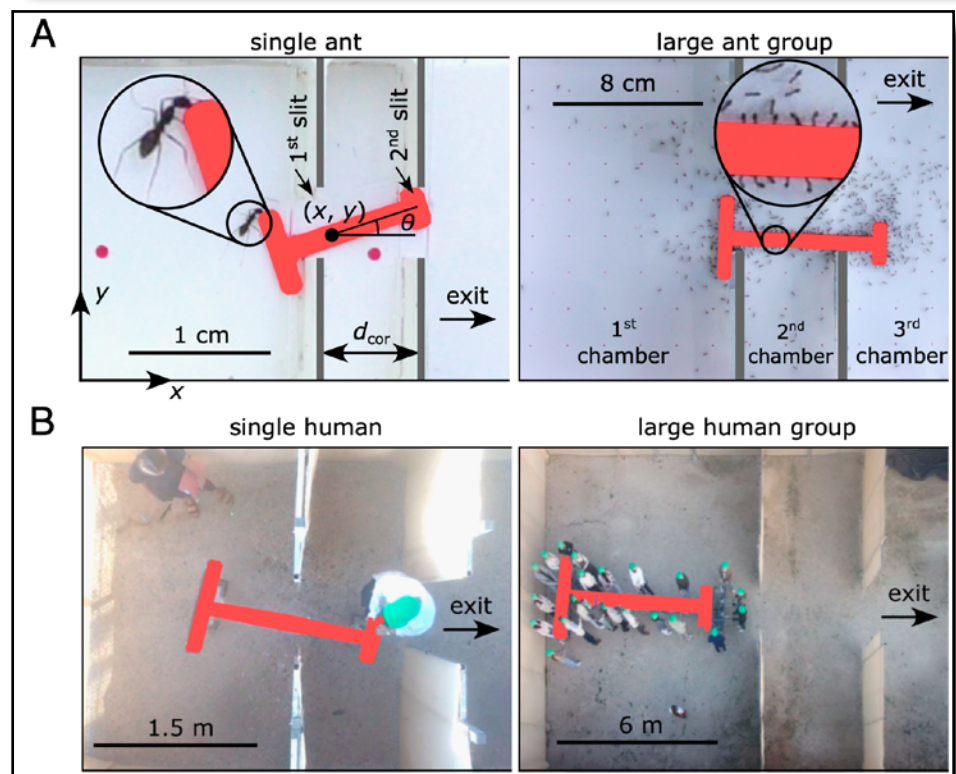 A
single ant
large ant group
1st slit
2nd slit
(x, y)
θ
y
1 cm
dcor
exit
x
8 cm
exit
1st
chamber
2nd
chamber
3rd
chamber
B
single human
large human group
exit
1.5 m
exit
6 m